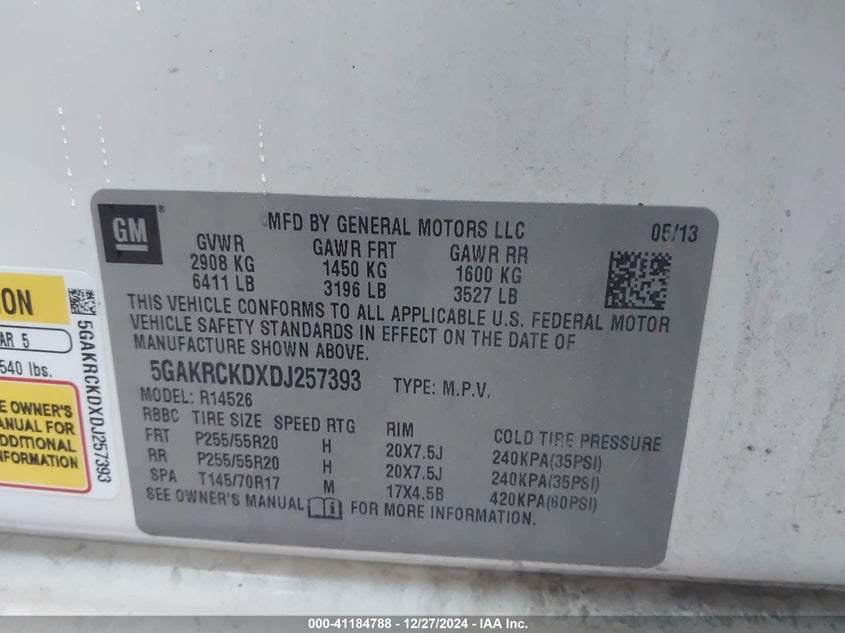 GM ®
MFD BY GENERAL MOTORS LLC
05/13
GVWR GAWR FRT GAWR RR
2908 KG 1450 KG 1600 KG
6411 LB 3196 LB 3527 LB
THIS VEHICLE CONFORMS TO ALL APPLICABLE U.S. FEDERAL MOTOR
VEHICLE SAFETY STANDARDS IN EFFECT ON THE DATE OF
MANUFACTURE SHOWN ABOVE.
5GAKRCKDXDJ257393 TYPE: M.P.V.
MODEL: R14526
RBBC TIRE SIZE SPEED RTG RIM COLD TIRE PRESSURE
FRT P255/55R20 H 20X7.5J 240KPA(35PSI)
RR P255/55R20 H 20X7.5J 240KPA(35PSI)
SPA T145/70R17 M 17X4.5B 420KPA(60PSI)
SEE OWNER'S MANUAL i FOR MORE INFORMATION.
ION
AR 5
540 lbs.
E OWNER'S
ANUAL FOR
DDITIONAL
FORMATION
5GAKRCKDXDJ257393
000-41184788 - 12/27/2024 - IAA Inc.